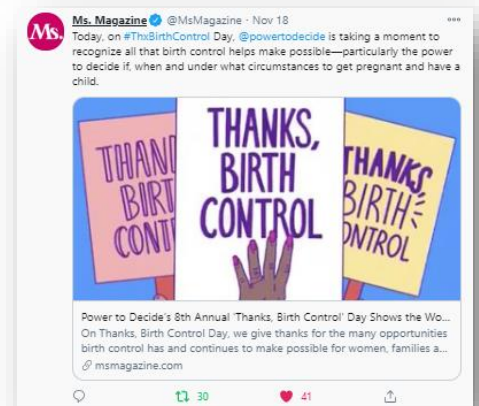 Ms.
Ms. Magazine @MsMagazine · Nov 18
Today, on #ThxBirthControl Day, @powertodecide is taking a moment to
recognize all that birth control helps make possible—particularly the power
to decide if, when and under what circumstances to get pregnant and have a
child.
THAN
BIRT
CONT
THANKS,
BIRTH
CONTROL
THANKS
BIRTH
ONTROL
Power to Decide's 8th Annual 'Thanks, Birth Control' Day Shows the Wo...
On Thanks, Birth Control Day, we give thanks for the many opportunities
birth control has and continues to make possible for women, families a...
msmagazine.com
30 41